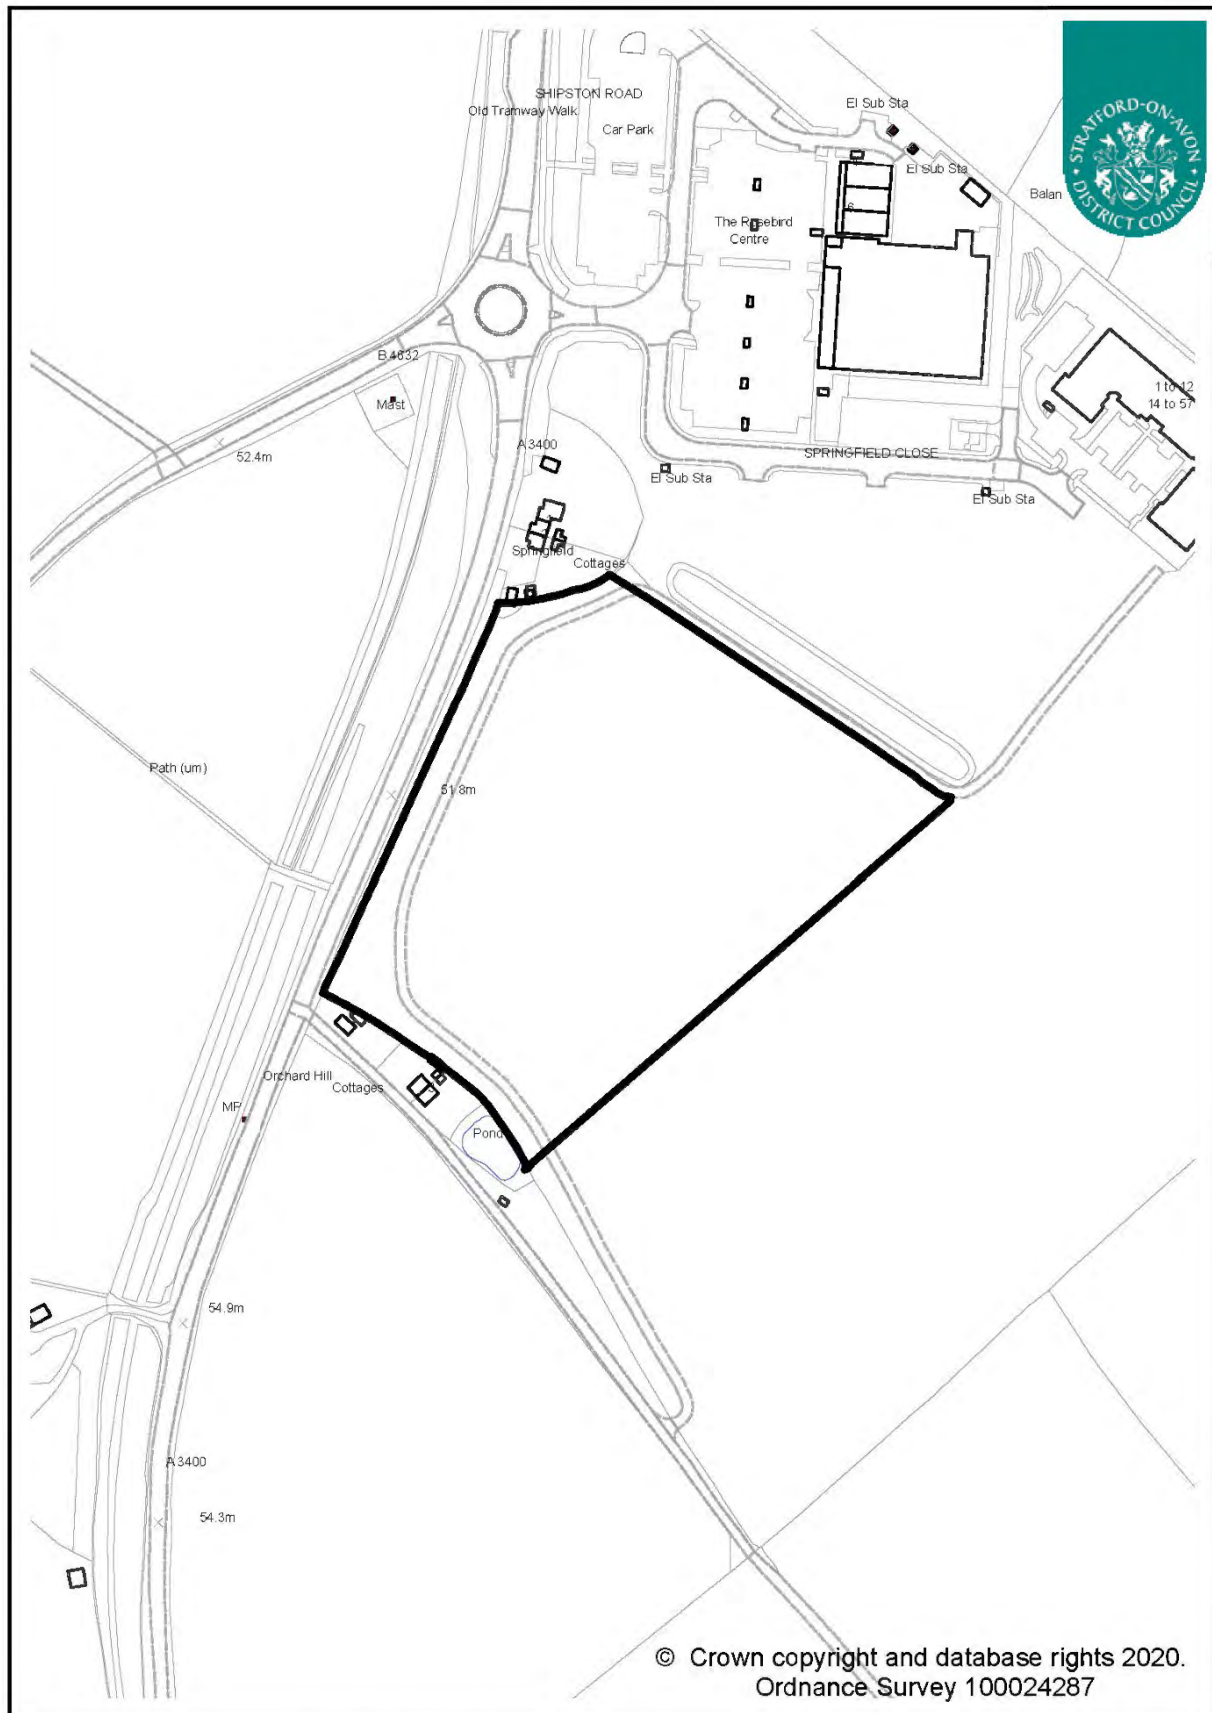 SHIPSTON ROAD
Old Tramway Walk
Car Park
El Sub Sta
El Sub Sta
Balan
STRATFORD-ON-AVON
DISTRICT COUNCIL
6
The Rosebird
Centre
B 4632
Mast
52.4m
A 3400
1 to 12
14 to 57
SPRINGFIELD CLOSE
El Sub Sta
El Sub Sta
Springfield
Cottages
Path (um)
51.8m
Orchard Hill
Cottages
MP
Pond
54.9m
A 3400
54.3m
© Crown copyright and database rights 2020.
Ordnance Survey 100024287